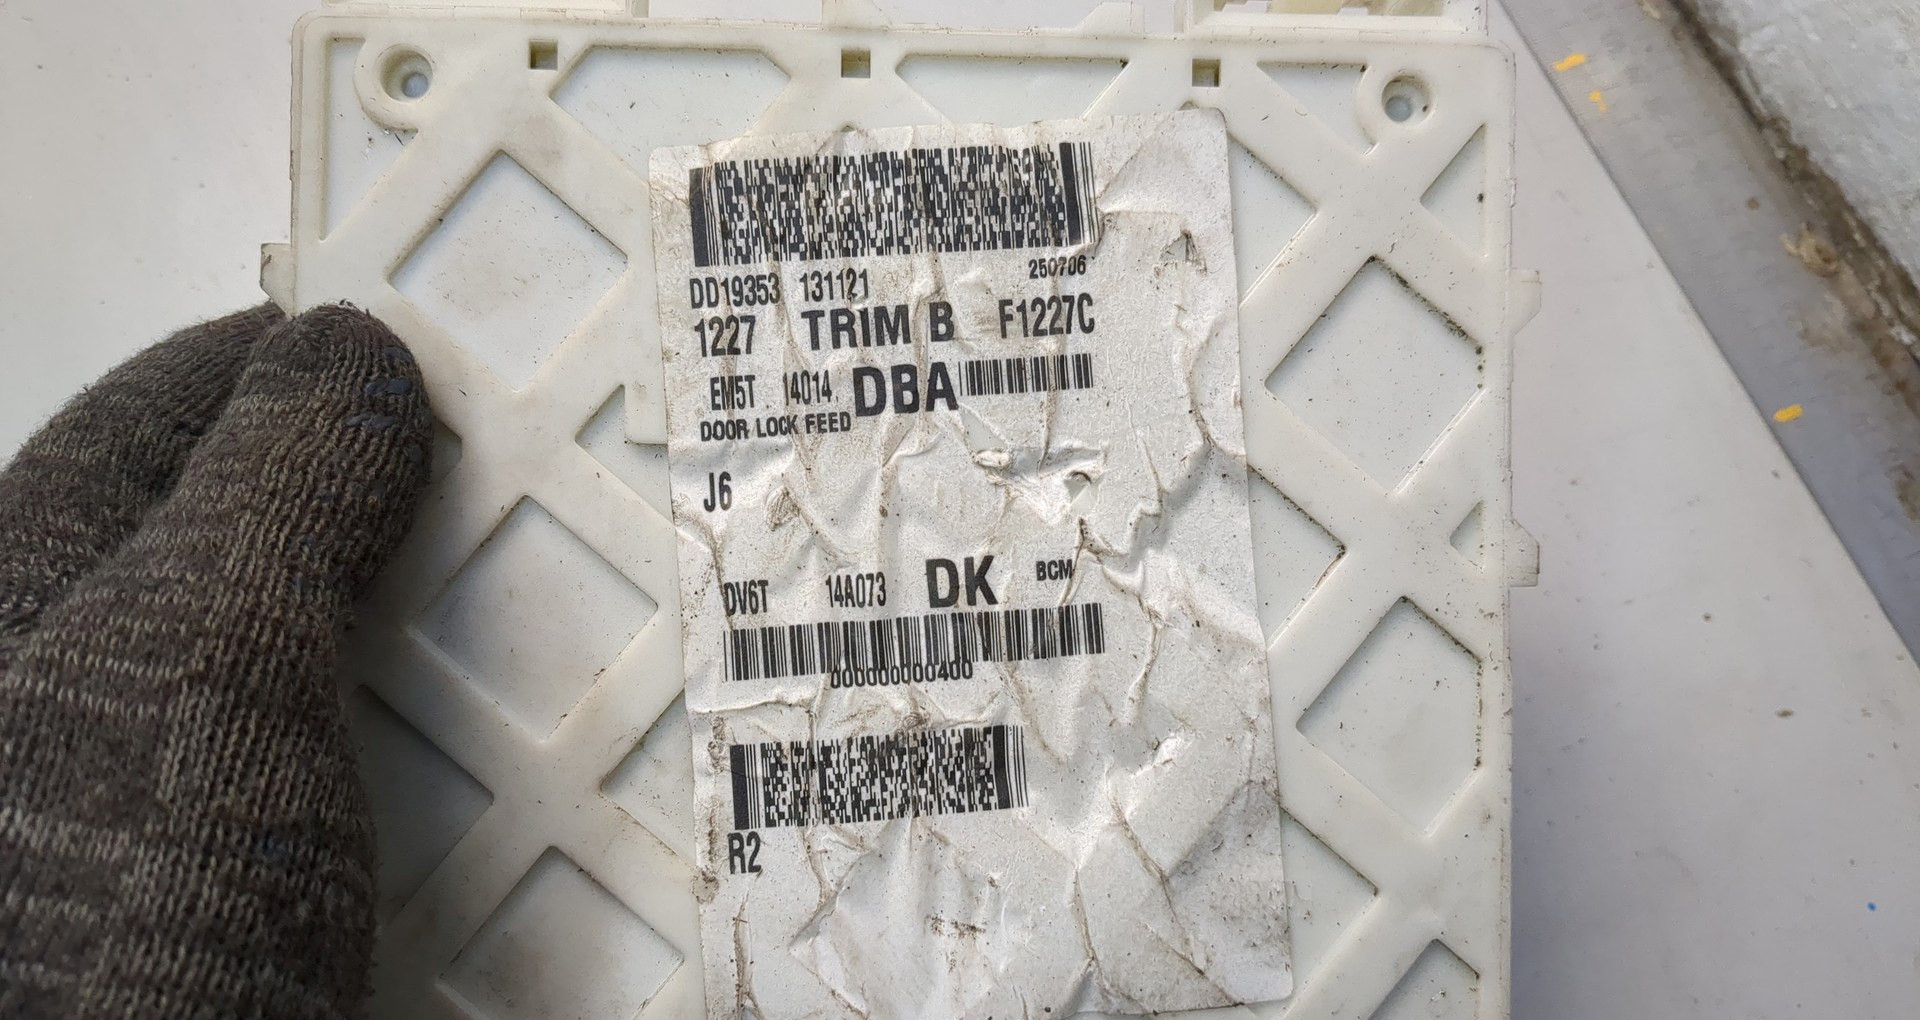 DD19353 131121 250706
1227 TRIM B F1227C
EM5T 14014 DBA
DOOR LOCK FEED
J6
DV6T 14A073 DK BCM
000000000400
R2